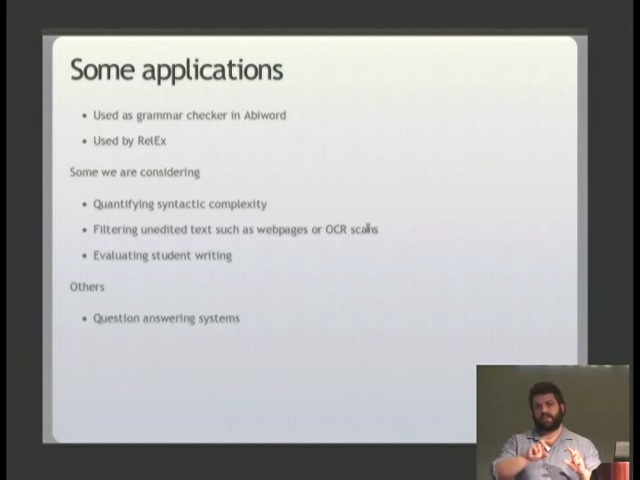 Some applications
• Used as grammar checker in Abiword
• Used by RelEx
Some we are considering
• Quantifying syntactic complexity
• Filtering unedited text such as webpages or OCR scans
• Evaluating student writing
Others
• Question answering systems